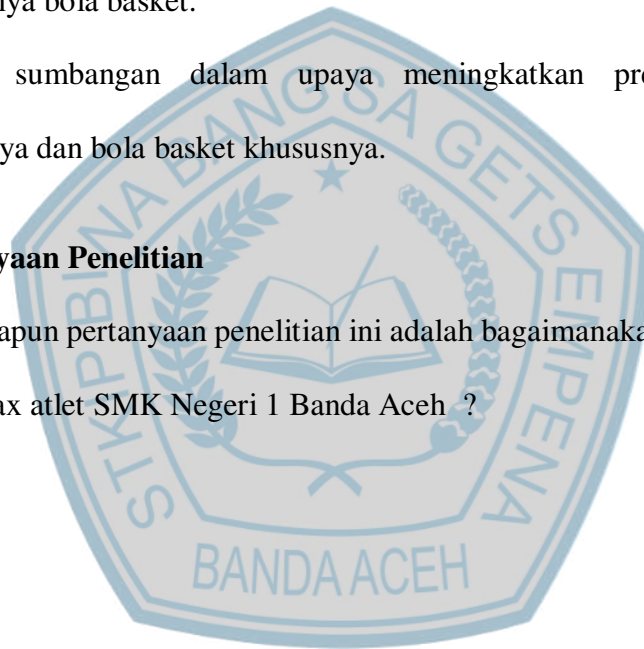 nya bola basket.
sumbangan dalam upaya meningkatkan pre
ya dan bola basket khususnya.
yaan Penelitian
apun pertanyaan penelitian ini adalah bagaimanaka
ax atlet SMK Negeri 1 Banda Aceh ?
STKIP BINA BANGSA GETSEMPENA
BANDA ACEH